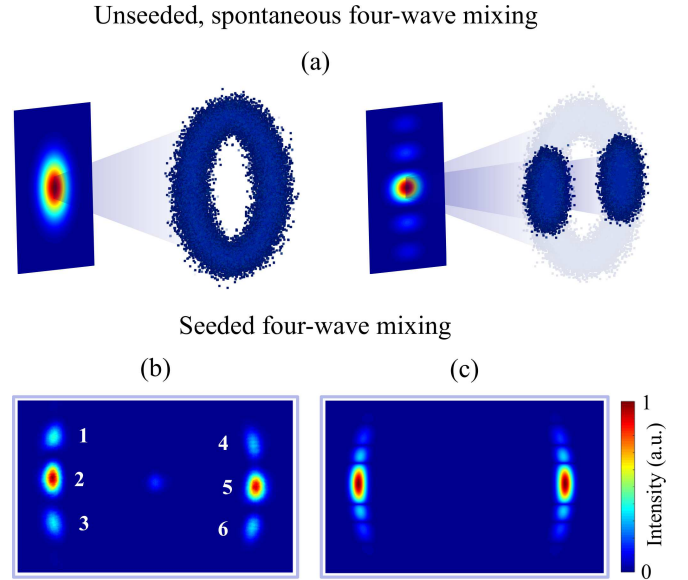 Unseeded, spontaneous four-wave mixing
(a)
Seeded four-wave mixing
(b)
(c)
1
2
3
4
5
6
1
Intensity (a.u.)
0